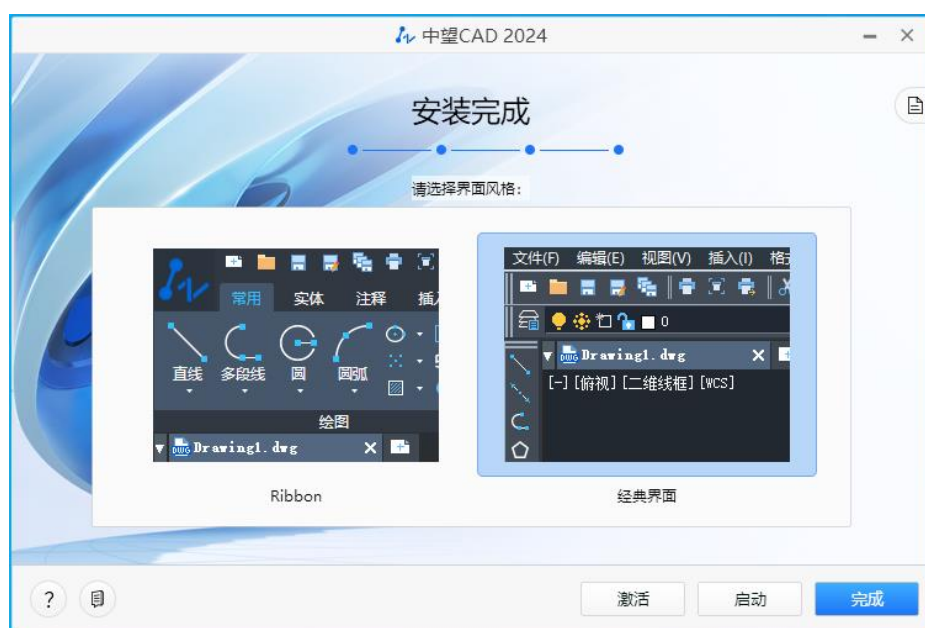 中望CAD 2024
安装完成
请选择界面风格:
常用 实体 注释
直线 多段线 圆 圆弧
绘图
Drawing1.dwg
Ribbon
文件(F) 编辑(E) 视图(V) 插入(I)
0
Drawing1.dwg
[-][俯视][二维线框][WCS]
经典界面
? 激活 启动 完成